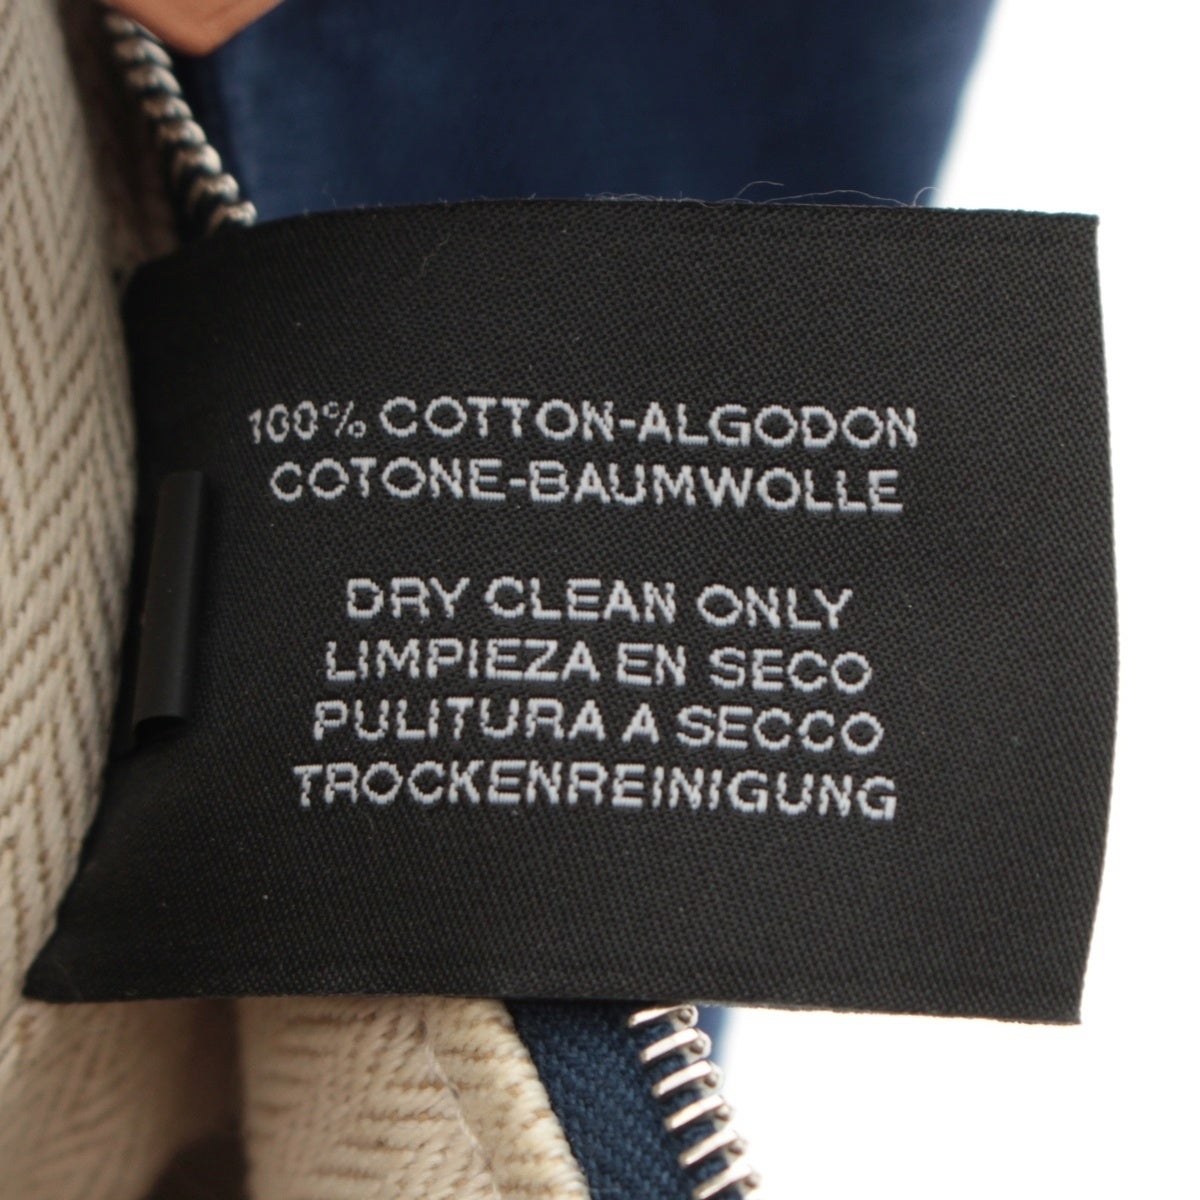 100% COTTON-ALGODON
COTONE-BAUMWOLLE
DRY CLEAN ONLY
LIMPIEZA EN SECO
PULITURA A SECCO
TROCKENREINIGUNG